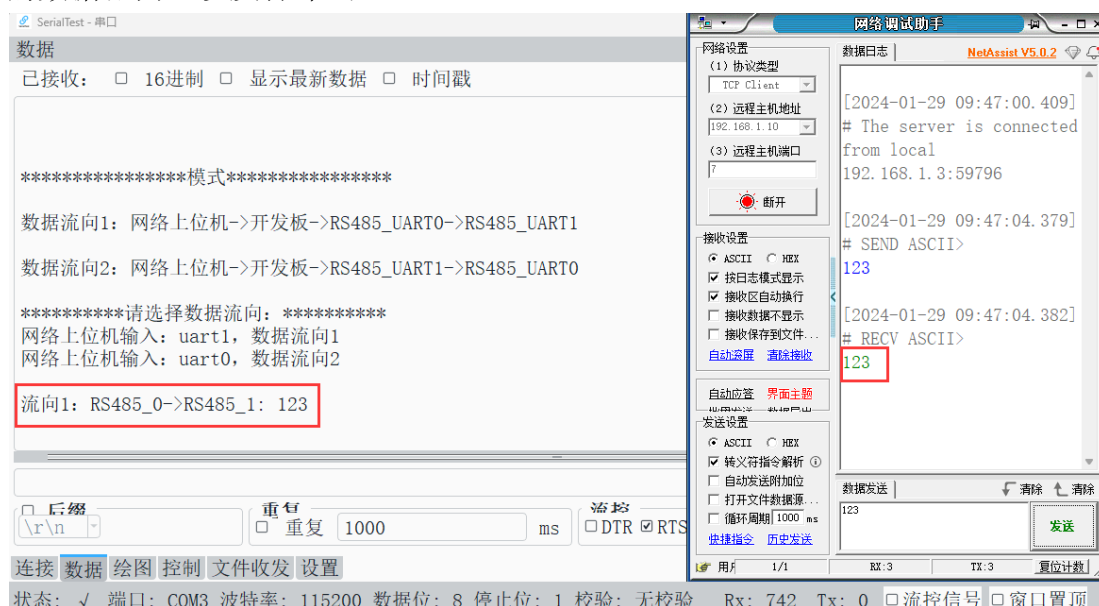 SerialTest - 串口
数据
已接收: 16进制 显示最新数据 时间戳
****************模式****************
数据流向1: 网络上位机->开发板->RS485_UART0->RS485_UART1
数据流向2: 网络上位机->开发板->RS485_UART1->RS485_UART0
**********请选择数据流向: **********
网络上位机输入: uart1, 数据流向1
网络上位机输入: uart0, 数据流向2
流向1: RS485_0->RS485_1: 123
后缀
\r\n
重复
重复 1000 ms
流控
DTR RTS
连接 数据 绘图 控制 文件收发 设置
状态: √ 端口: COM3 波特率: 115200 数据位: 8 停止位: 1 校验: 无校验 Rx: 742 Tx: 0 流控信号 窗口置顶
网络调试助手
网络设置
(1) 协议类型
TCP Client
(2) 远程主机地址
192.168.1.10
(3) 远程主机端口
7
断开
接收设置
ASCII HEX
按日志模式显示
接收区自动换行
接收数据不显示
接收保存到文件...
自动滚屏 清除接收
自动应答 界面主题
发送设置
ASCII HEX
转义符指令解析
自动发送附加位
打开文件数据源...
循环周期 1000 ms
快捷指令 历史发送
数据日志 NetAssist V5.0.2
[2024-01-29 09:47:00.409]
# The server is connected
from local
192.168.1.3:59796
[2024-01-29 09:47:04.379]
# SEND ASCII>
123
[2024-01-29 09:47:04.382]
# RECV ASCII>
123
数据发送 清除 清除
123
发送
1/1 RX:3 TX:3 复位计数